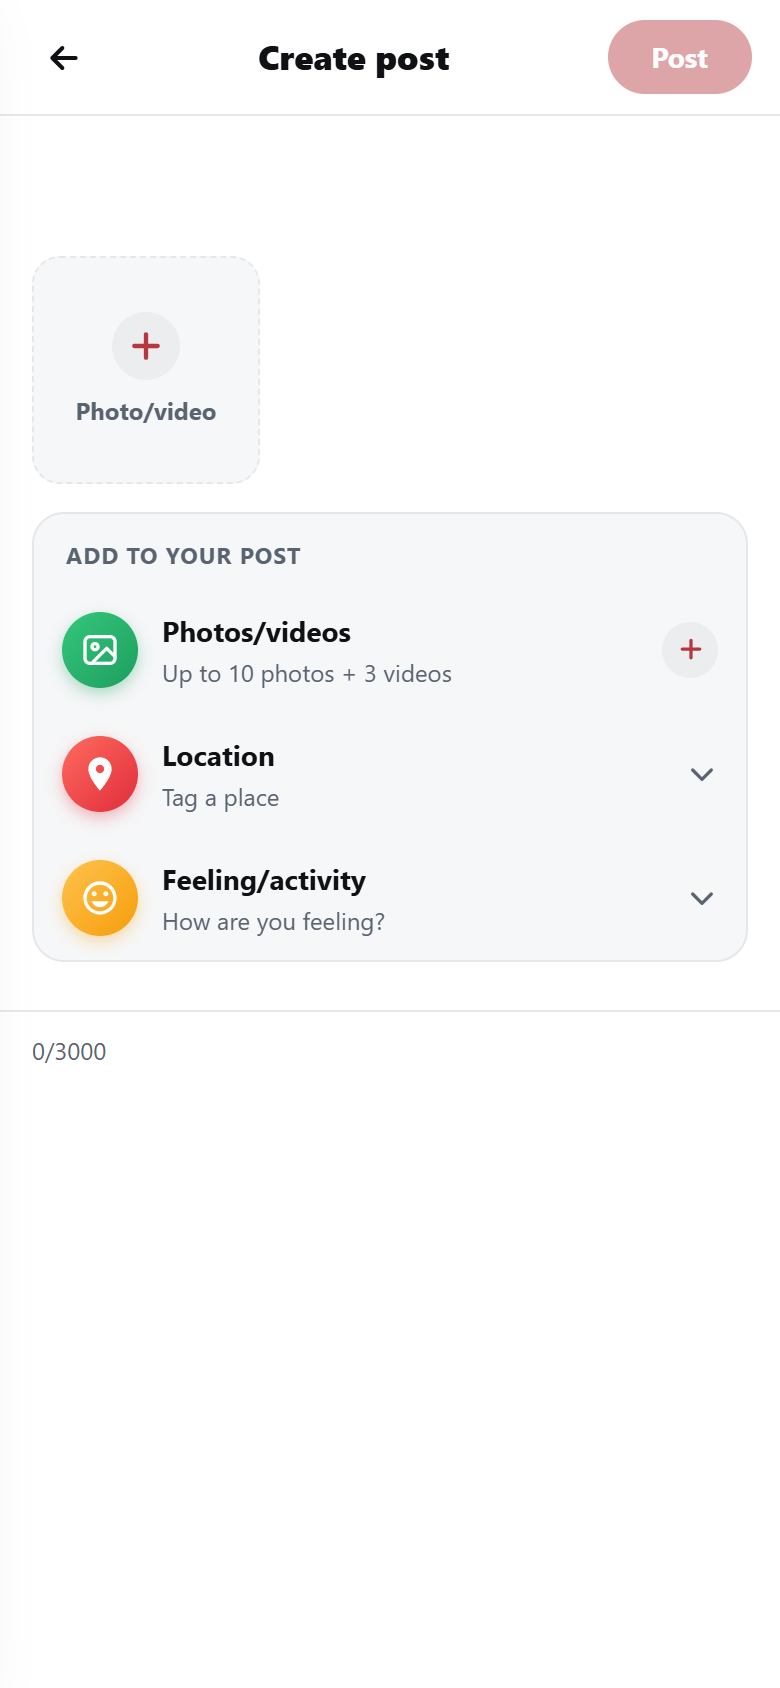 Create post
Post
Photo/video
ADD TO YOUR POST
Photos/videos
Up to 10 photos + 3 videos
Location
Tag a place
Feeling/activity
How are you feeling?
0/3000